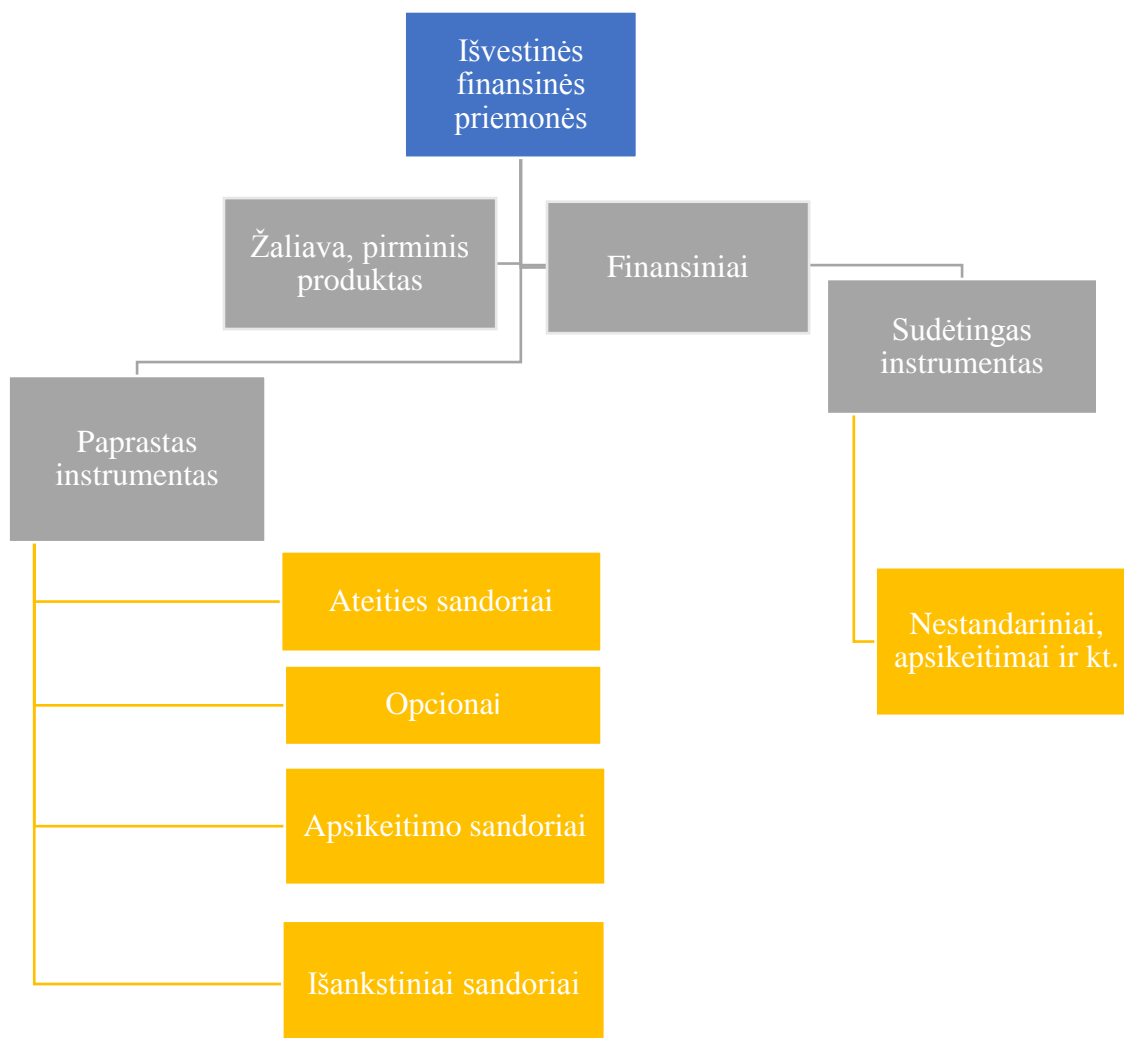 Išvestinės
finansinės
priemonės
Žaliava, pirminis
produktas
Finansiniai
Sudėtingas
instrumentas
Paprastas
instrumentas
Ateities sandoriai
Nestandariniai,
apsikeitimai ir kt.
Opcionai
Apsikeitimo sandoriai
Išankstiniai sandoriai